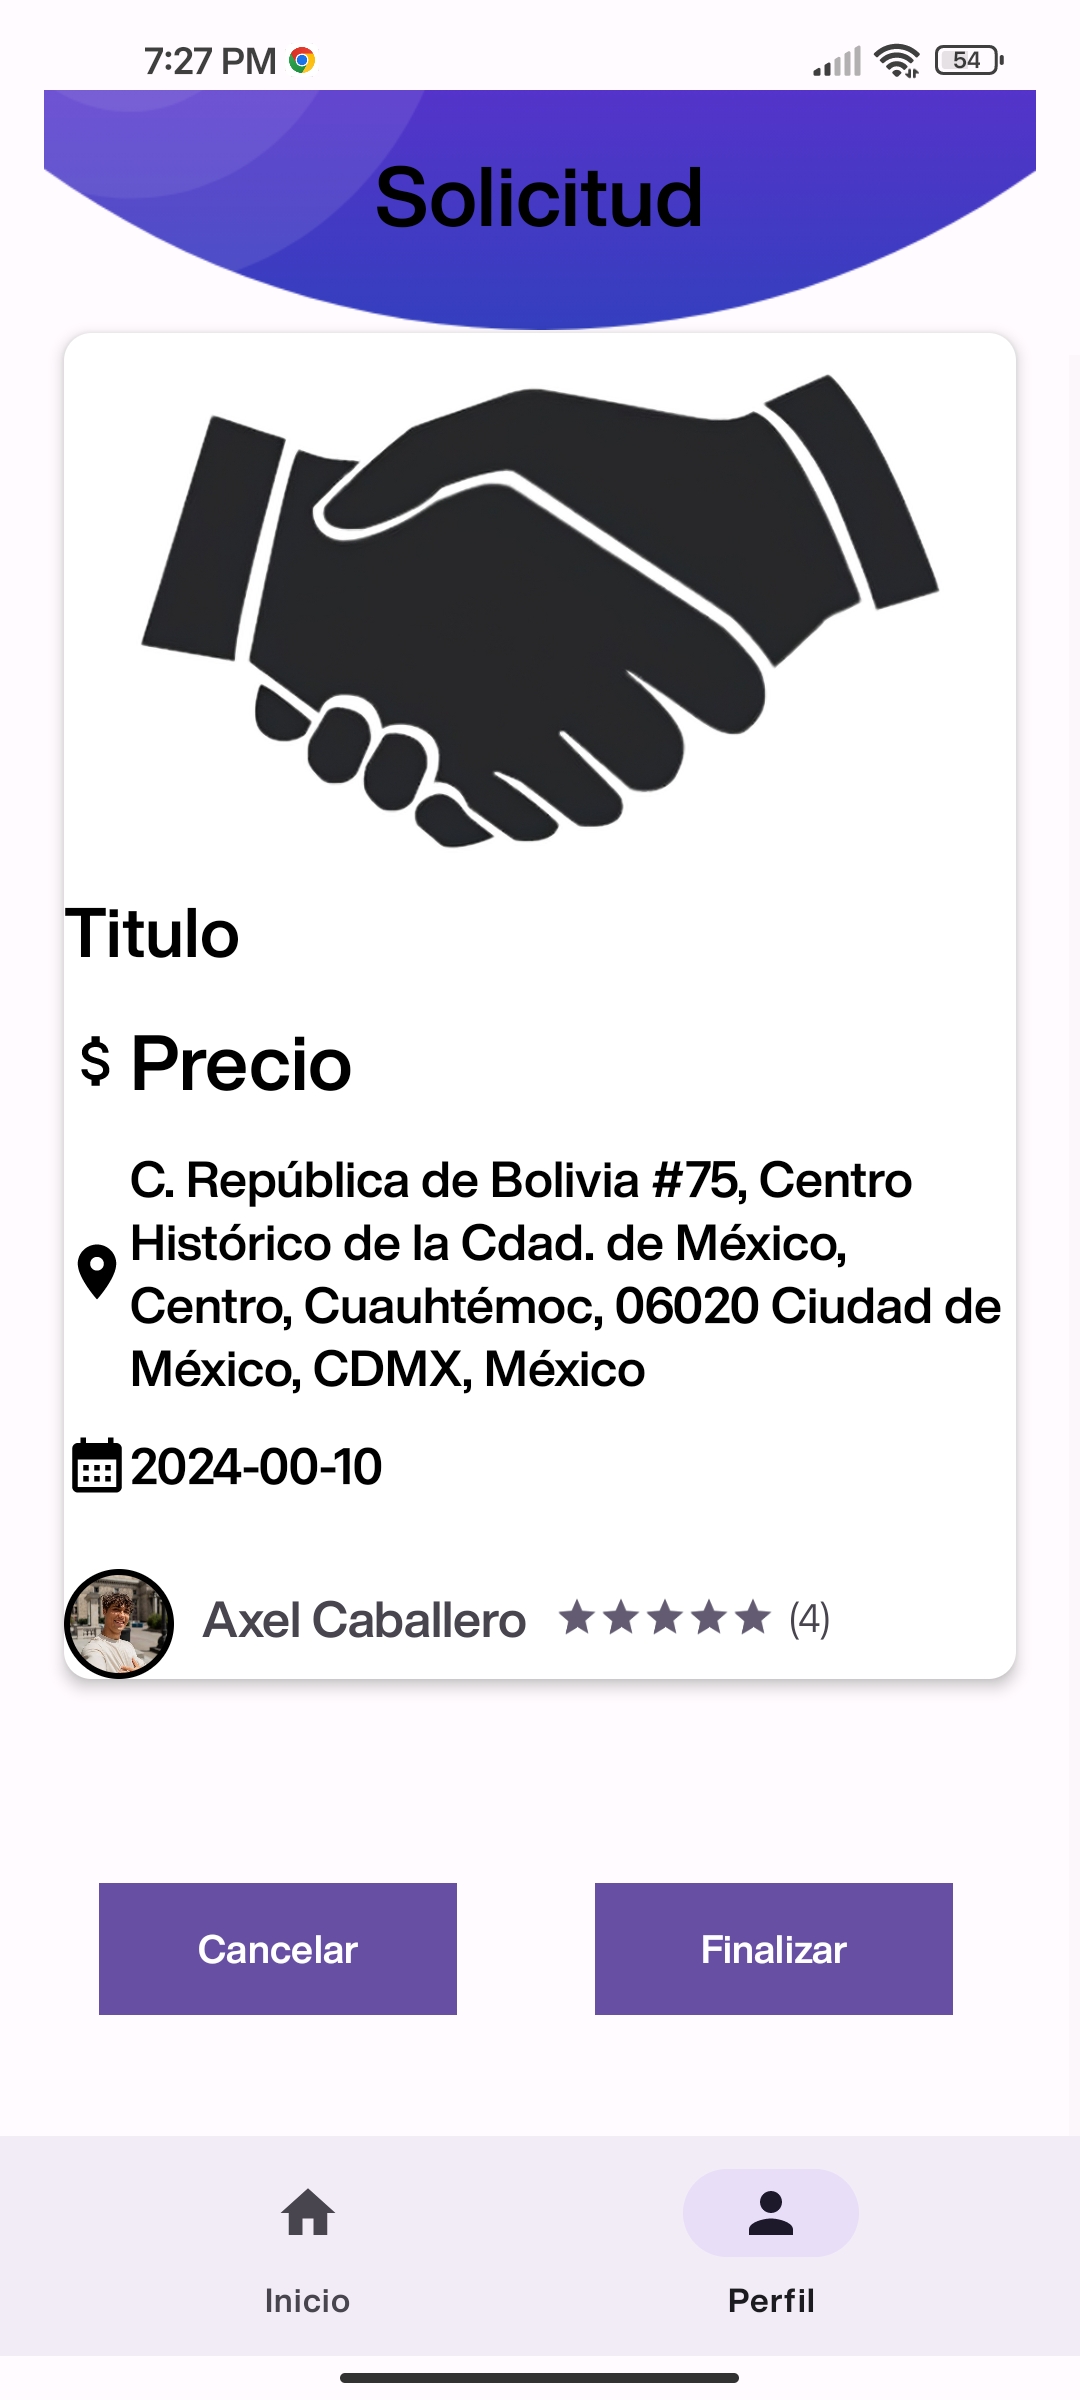 7:27 PM
54
Solicitud
Titulo
$ Precio
C. República de Bolivia #75, Centro
Histórico de la Cdad. de México,
Centro, Cuauhtémoc, 06020 Ciudad de
México, CDMX, México
2024-00-10
Axel Caballero ★★★★★ (4)
Cancelar
Finalizar
Inicio
Perfil